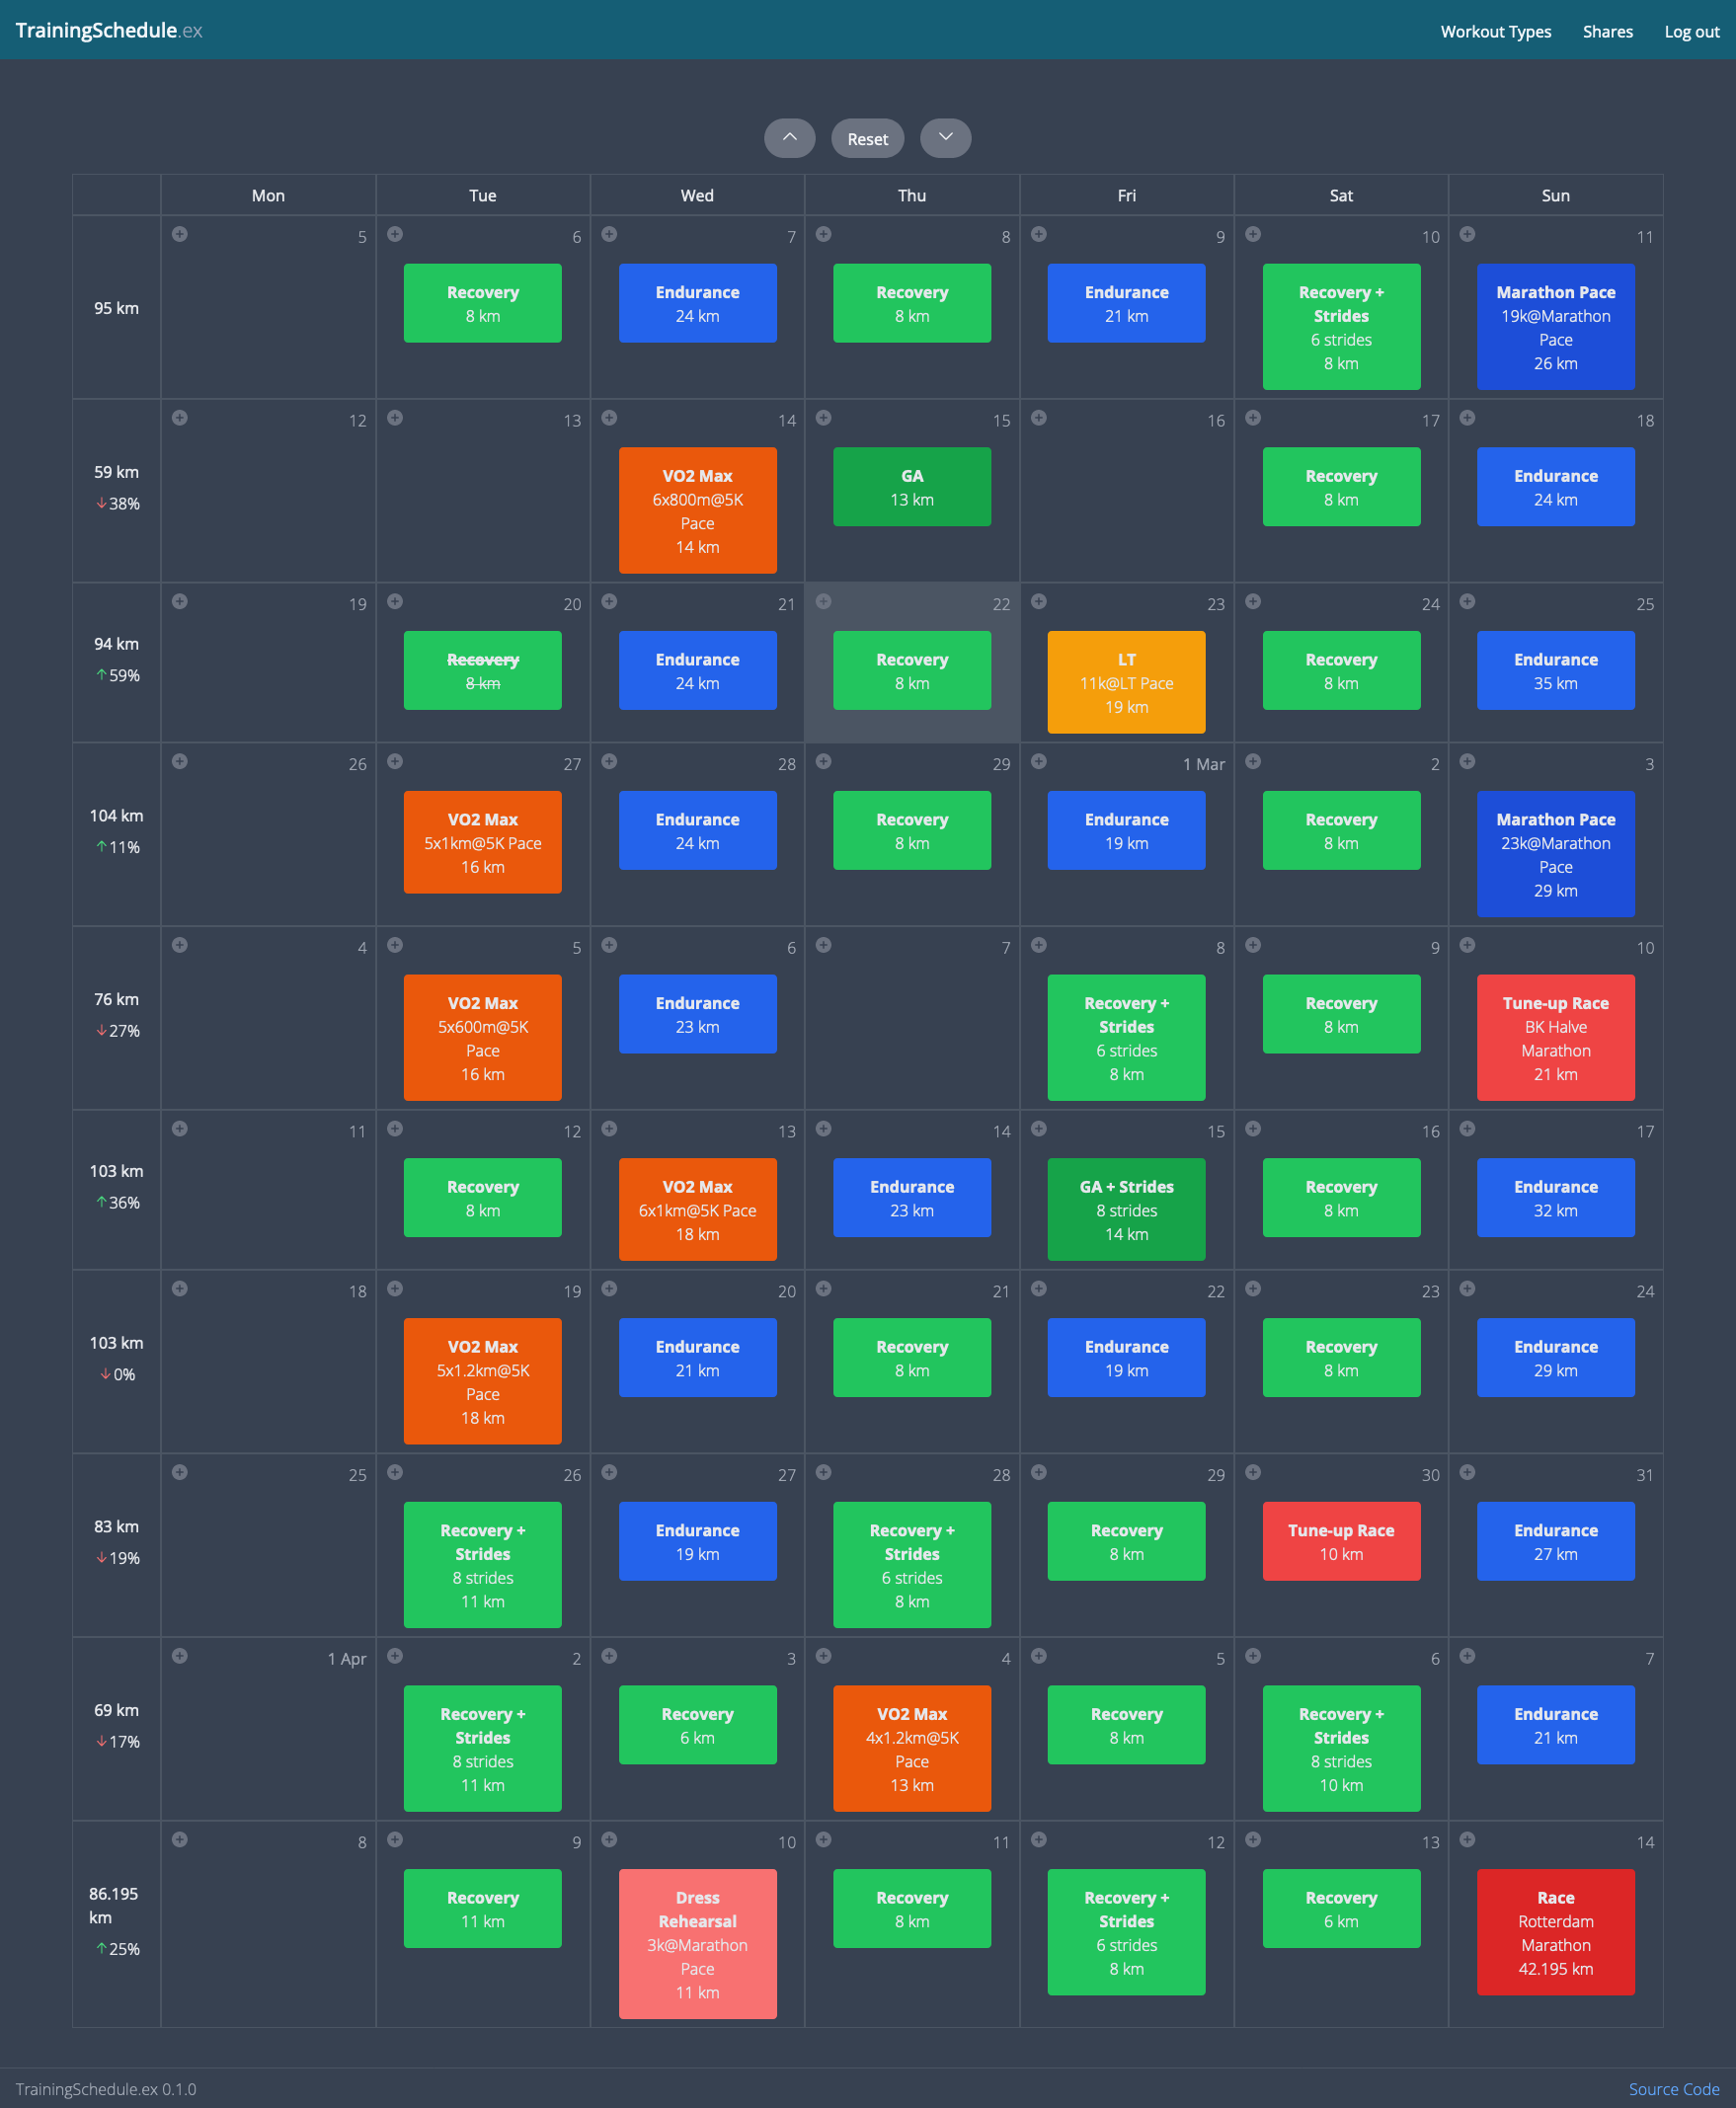 TrainingSchedule.ex
Workout Types Shares Log out
Reset
Mon Tue Wed Thu Fri Sat Sun
95 km
5
6
Recovery
8 km
7
Endurance
24 km
8
Recovery
8 km
9
Endurance
21 km
10
Recovery +
Strides
6 strides
8 km
11
Marathon Pace
19k@Marathon
Pace
26 km
59 km
38%
12
13
14
VO2 Max
6x800m@5K
Pace
14 km
15
GA
13 km
16
17
Recovery
8 km
18
Endurance
24 km
94 km
59%
19
20
Recovery
8 km
21
Endurance
24 km
22
Recovery
8 km
23
LT
11k@LT Pace
19 km
24
Recovery
8 km
25
Endurance
35 km
104 km
11%
26
27
VO2 Max
5x1km@5K Pace
16 km
28
Endurance
24 km
29
Recovery
8 km
1 Mar
Endurance
19 km
2
Recovery
8 km
3
Marathon Pace
23k@Marathon
Pace
29 km
76 km
27%
4
5
VO2 Max
5x600m@5K
Pace
16 km
6
Endurance
23 km
7
8
Recovery +
Strides
6 strides
8 km
9
Recovery
8 km
10
Tune-up Race
BK Halve
Marathon
21 km
103 km
36%
11
12
Recovery
8 km
13
VO2 Max
6x1km@5K Pace
18 km
14
Endurance
23 km
15
GA + Strides
8 strides
14 km
16
Recovery
8 km
17
Endurance
32 km
103 km
0%
18
19
VO2 Max
5x1.2km@5K
Pace
18 km
20
Endurance
21 km
21
Recovery
8 km
22
Endurance
19 km
23
Recovery
8 km
24
Endurance
29 km
83 km
19%
25
26
Recovery +
Strides
8 strides
11 km
27
Endurance
19 km
28
Recovery +
Strides
6 strides
8 km
29
Recovery
8 km
30
Tune-up Race
10 km
31
Endurance
27 km
69 km
17%
1 Apr
2
Recovery +
Strides
8 strides
11 km
3
Recovery
6 km
4
VO2 Max
4x1.2km@5K
Pace
13 km
5
Recovery
8 km
6
Recovery +
Strides
8 strides
10 km
7
Endurance
21 km
86.195
km
25%
8
9
Recovery
11 km
10
Dress
Rehearsal
3k@Marathon
Pace
11 km
11
Recovery
8 km
12
Recovery +
Strides
6 strides
8 km
13
Recovery
6 km
14
Race
Rotterdam
Marathon
42.195 km
TrainingSchedule.ex 0.1.0
Source Code